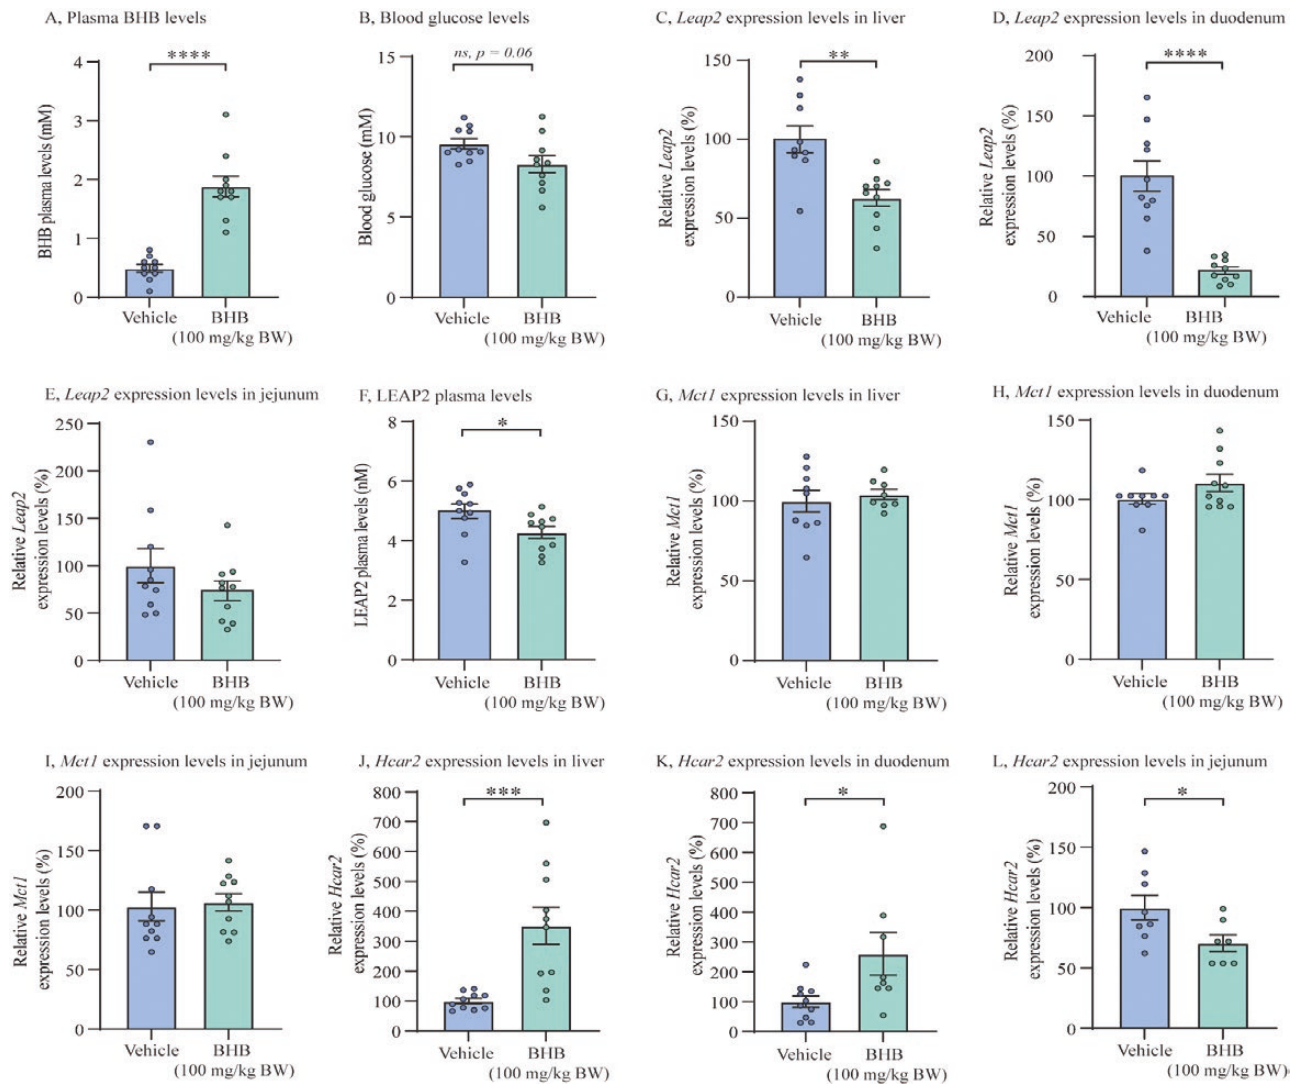 A, Plasma BHB levels
BHB plasma levels (mM)
4
3
2
1
0
****
Vehicle
BHB
(100 mg/kg BW)
B, Blood glucose levels
Blood glucose (mM)
15
10
5
0
ns, p = 0.06
Vehicle
BHB
(100 mg/kg BW)
C, Leap2 expression levels in liver
Relative Leap2
expression levels (%)
150
100
50
0
**
Vehicle
BHB
(100 mg/kg BW)
D, Leap2 expression levels in duodenum
Relative Leap2
expression levels (%)
200
150
100
50
0
****
Vehicle
BHB
(100 mg/kg BW)
E, Leap2 expression levels in jejunum
Relative Leap2
expression levels (%)
250
200
150
100
50
0
Vehicle
BHB
(100 mg/kg BW)
F, LEAP2 plasma levels
LEAP2 plasma levels (nM)
8
6
4
2
0
*
Vehicle
BHB
(100 mg/kg BW)
G, Mct1 expression levels in liver
Relative Mct1
expression levels (%)
150
100
50
0
Vehicle
BHB
(100 mg/kg BW)
H, Mct1 expression levels in duodenum
Relative Mct1
expression levels (%)
150
100
50
0
Vehicle
BHB
(100 mg/kg BW)
I, Mct1 expression levels in jejunum
Relative Mct1
expression levels (%)
200
150
100
50
0
Vehicle
BHB
(100 mg/kg BW)
J, Hcar2 expression levels in liver
Relative Hcar2
expression levels (%)
800
700
600
500
400
300
200
100
0
***
Vehicle
BHB
(100 mg/kg BW)
K, Hcar2 expression levels in duodenum
Relative Hcar2
expression levels (%)
800
700
600
500
400
300
200
100
0
*
Vehicle
BHB
(100 mg/kg BW)
L, Hcar2 expression levels in jejunum
Relative Hcar2
expression levels (%)
200
150
100
50
0
*
Vehicle
BHB
(100 mg/kg BW)